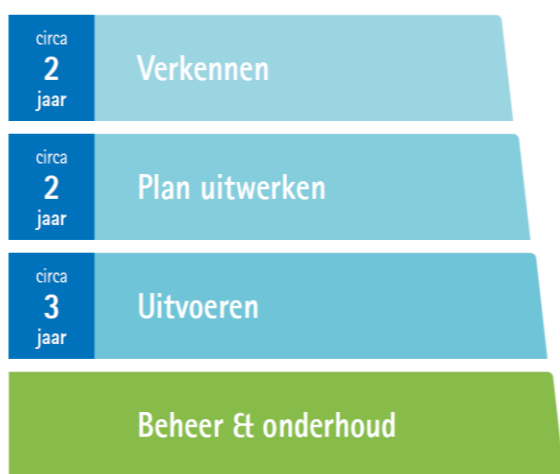 circa
2
jaar
Verkennen
circa
2
jaar
Plan uitwerken
circa
3
jaar
Uitvoeren
Beheer & onderhoud